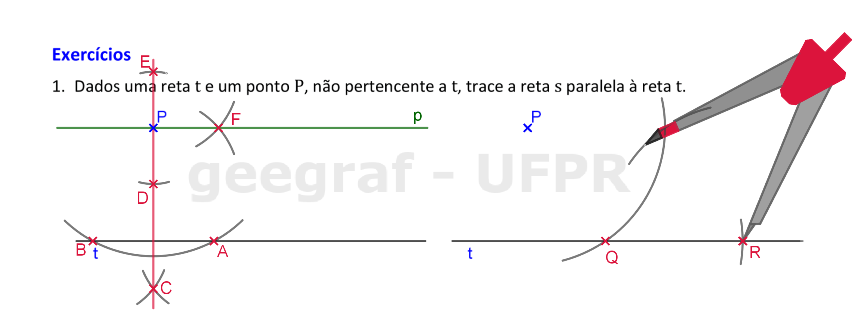 Exercícios
E
1. Dados uma reta t e um ponto P, não pertencente a t, trace a reta s paralela à reta t.
P F p P
geegraf - UFPR
D
B t A t Q R
C